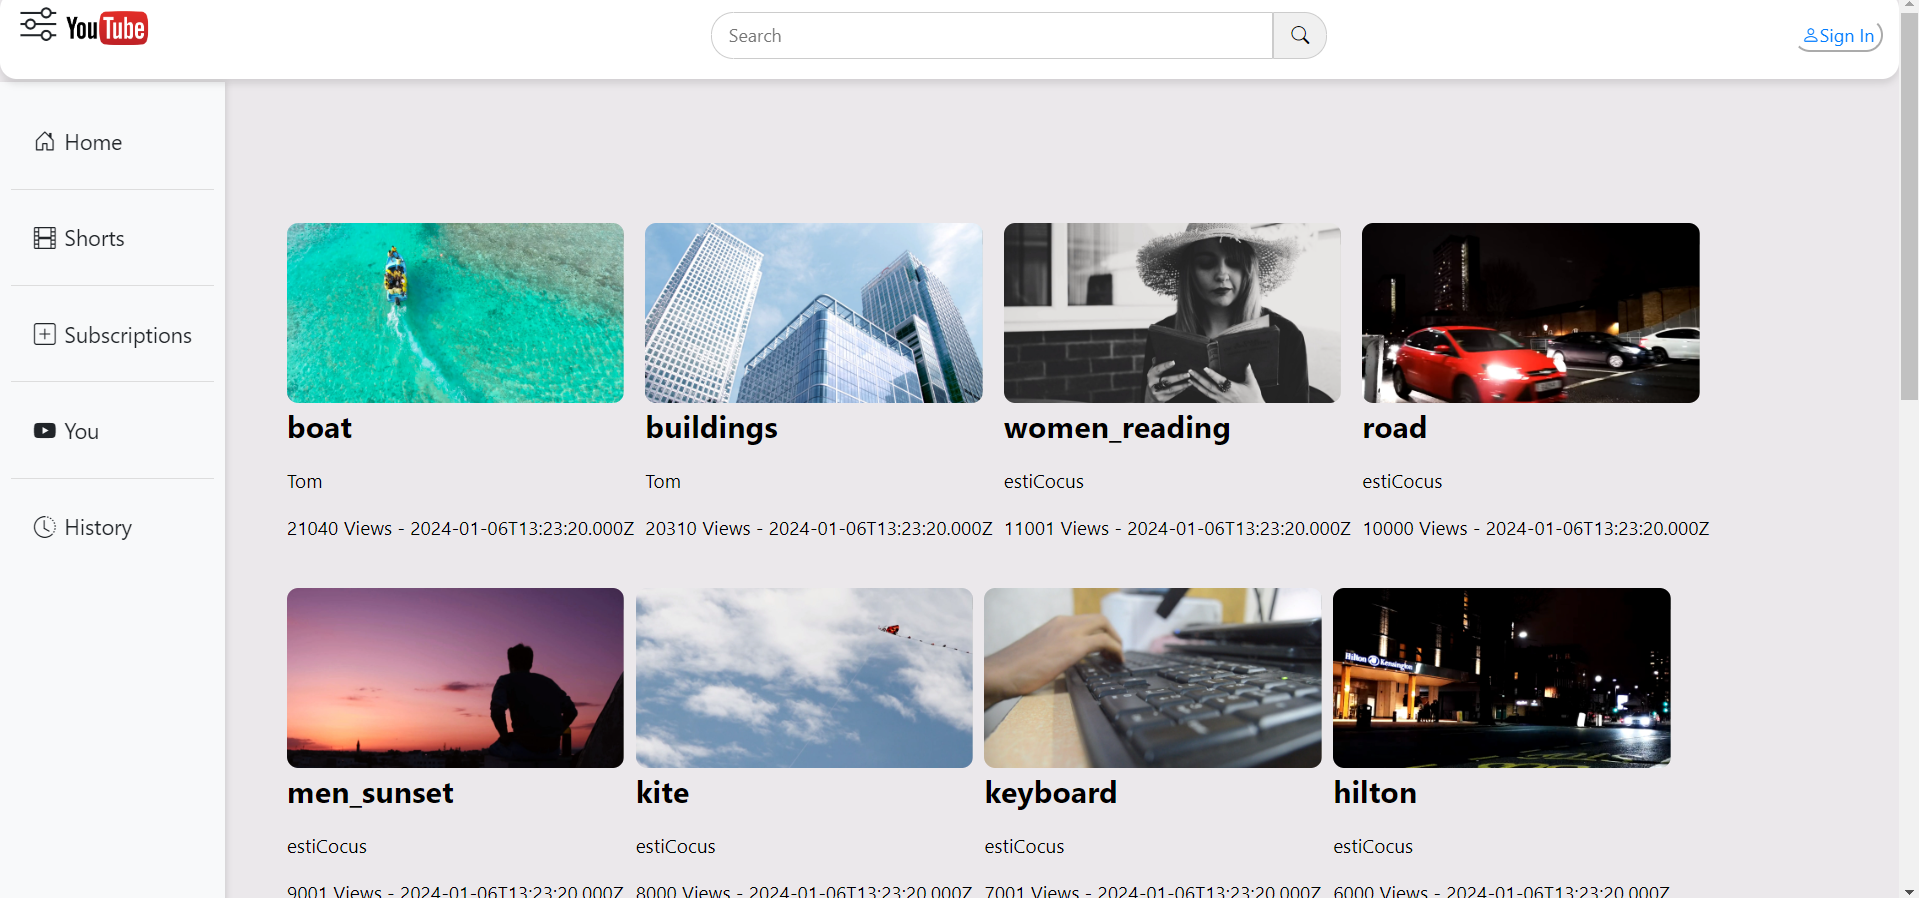 YouTube
Search
Sign In
Home
Shorts
Subscriptions
You
History
boat
Tom
21040 Views - 2024-01-06T13:23:20.000Z
buildings
Tom
20310 Views - 2024-01-06T13:23:20.000Z
women_reading
estiCocus
11001 Views - 2024-01-06T13:23:20.000Z
road
estiCocus
10000 Views - 2024-01-06T13:23:20.000Z
men_sunset
estiCocus
9001 Views - 2024-01-06T13:23:20.000Z
kite
estiCocus
8000 Views - 2024-01-06T13:23:20.000Z
keyboard
estiCocus
7001 Views - 2024-01-06T13:23:20.000Z
Hilton Kensington
hilton
estiCocus
6000 Views - 2024-01-06T13:23:20.000Z